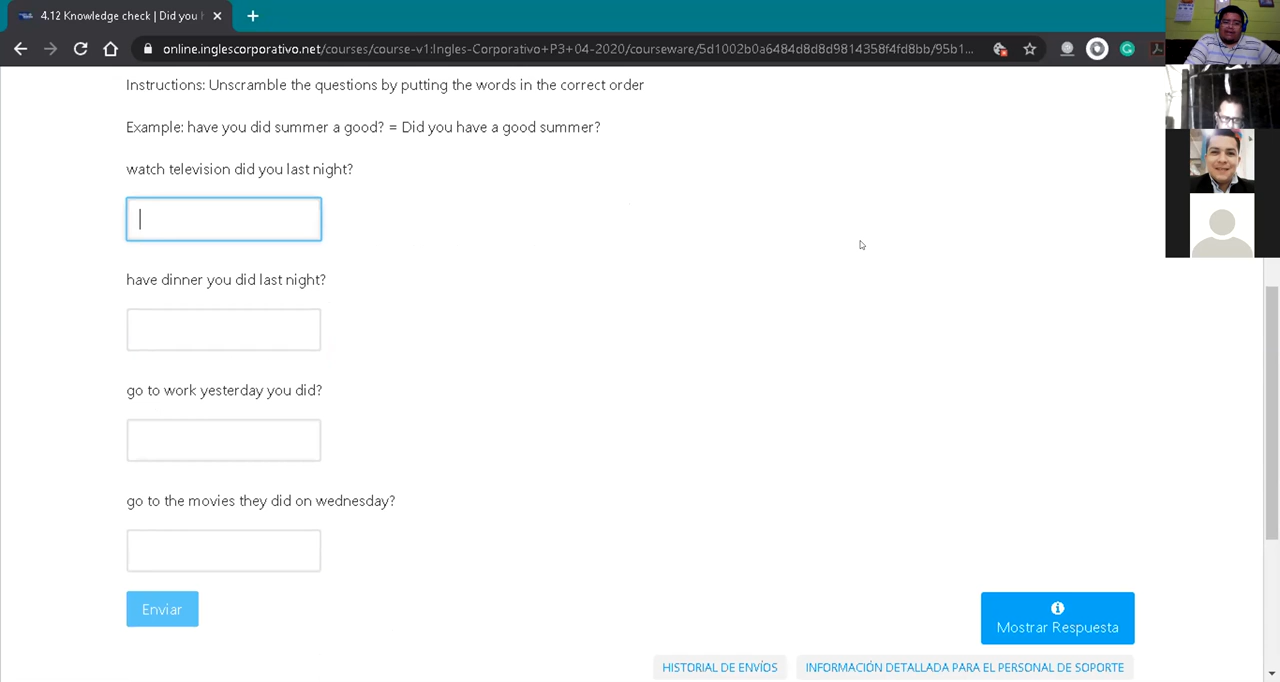 4.12 Knowledge check | Did you
online.inglescorporativo.net/courses/course-v1:Ingles-Corporativo+P3+04-2020/courseware/5d1002b0a6484d8d8d9814358f4fd8bb/95b1...
Instructions: Unscramble the questions by putting the words in the correct order
Example: have you did summer a good? = Did you have a good summer?
watch television did you last night?
have dinner you did last night?
go to work yesterday you did?
go to the movies they did on wednesday?
Enviar
Mostrar Respuesta
HISTORIAL DE ENVÍOS
INFORMACIÓN DETALLADA PARA EL PERSONAL DE SOPORTE